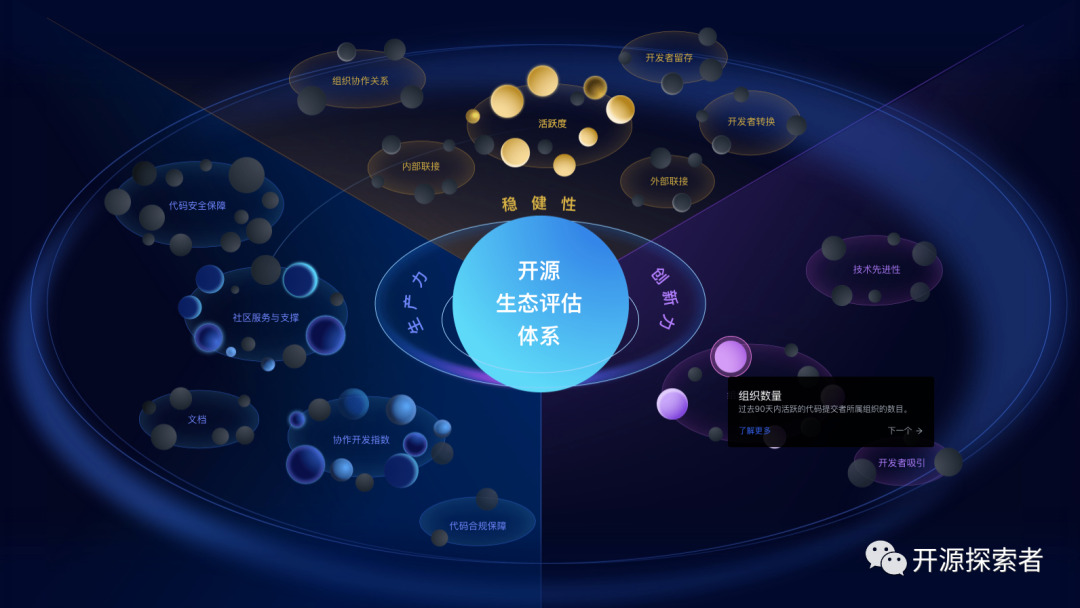 组织协作关系
开发者留存
活跃度
开发者转换
内部联接
外部联接
稳健性
代码安全保障
社区服务与支撑
文档
协作开发指数
代码合规保障
生产力
开源
生态评估
体系
创新力
技术先进性
组织数量
过去90天内活跃的代码提交者所属组织的数目。
了解更多
下一个 →
开发者吸引
开源探索者